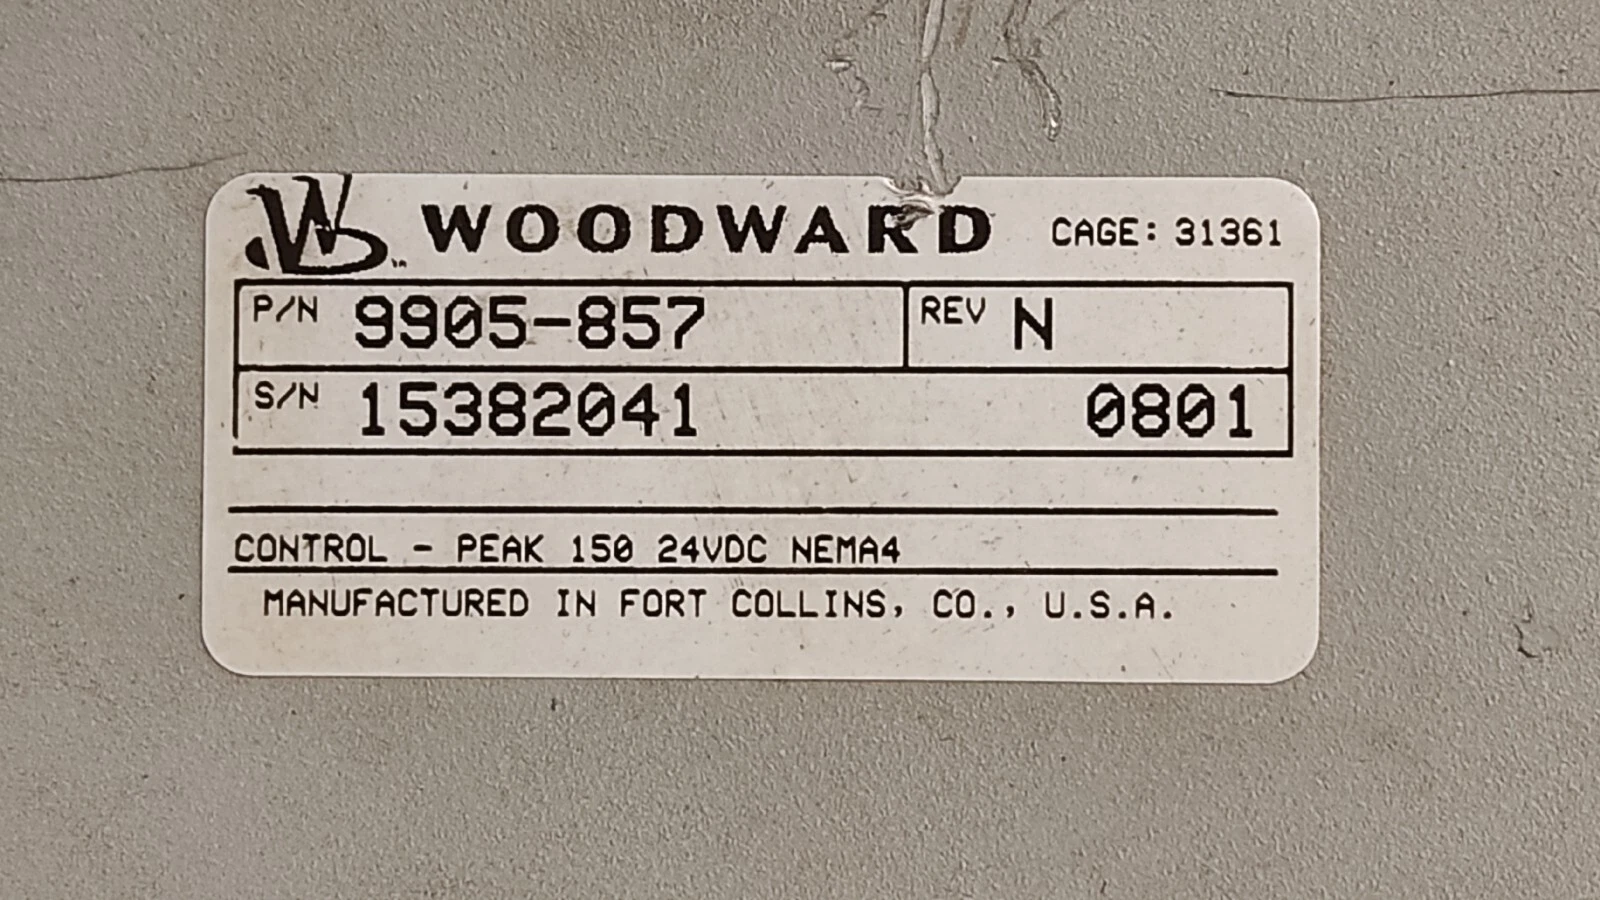 WOODWARD CAGE: 31361
P/N 9905-857 REV N
S/N 15382041 0801
CONTROL - PEAK 150 24VDC NEMA4
MANUFACTURED IN FORT COLLINS, CO., U.S.A.